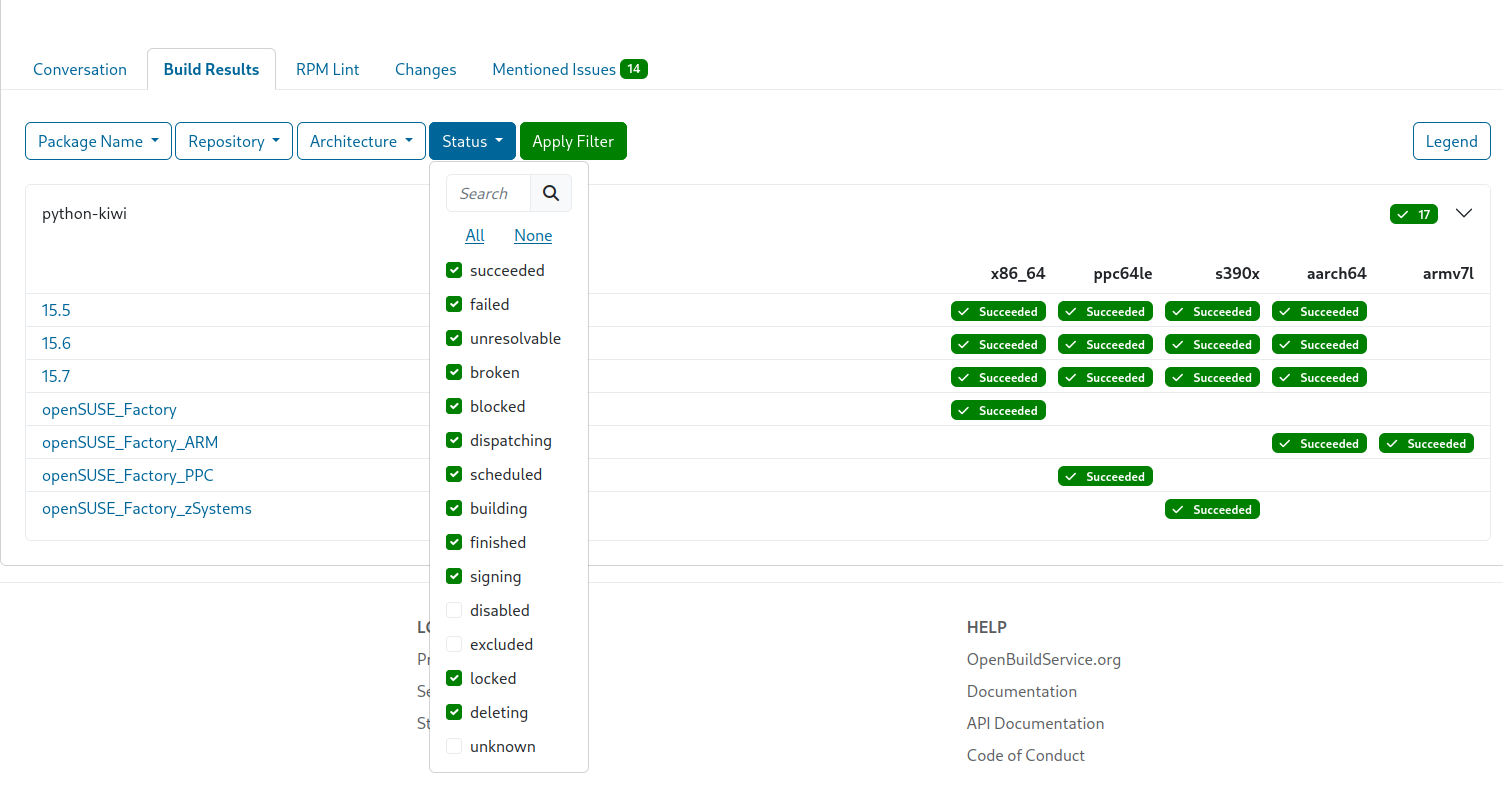 Conversation Build Results RPM Lint Changes Mentioned Issues 14
Package Name Repository Architecture Status Apply Filter Legend
Search
All None
succeeded
failed
unresolvable
broken
blocked
dispatching
scheduled
building
finished
signing
disabled
excluded
locked
deleting
unknown
python-kiwi 17
x86_64 ppc64le s390x aarch64 armv7l
15.5 Succeeded Succeeded Succeeded Succeeded
15.6 Succeeded Succeeded Succeeded Succeeded
15.7 Succeeded Succeeded Succeeded Succeeded
openSUSE_Factory Succeeded
openSUSE_Factory_ARM Succeeded Succeeded
openSUSE_Factory_PPC Succeeded
openSUSE_Factory_zSystems Succeeded
HELP
OpenBuildService.org
Documentation
API Documentation
Code of Conduct